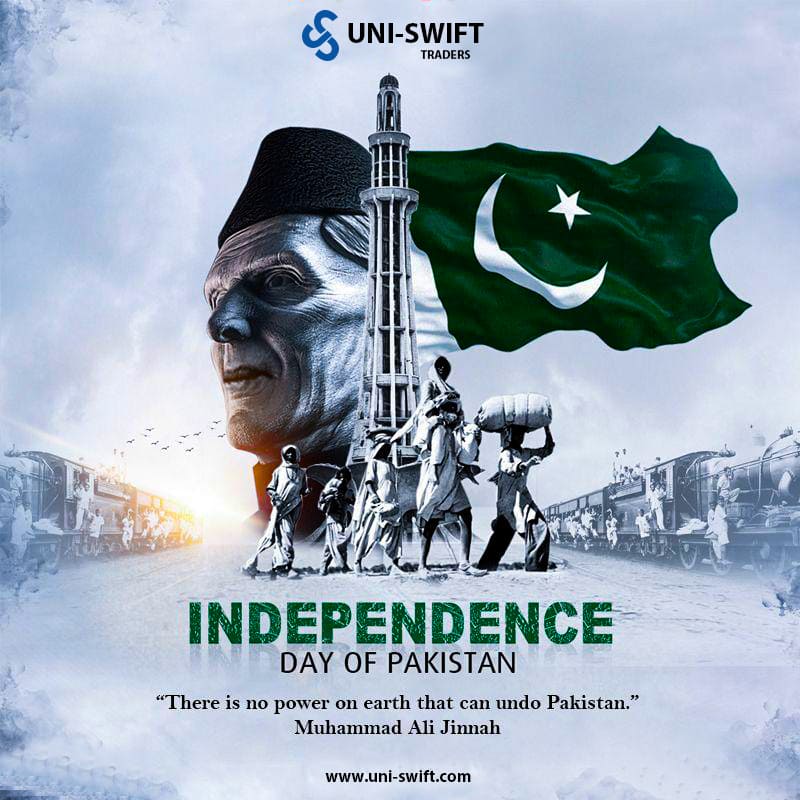 UNI-SWIFT
TRADERS
INDEPENDENCE
DAY OF PAKISTAN
“There is no power on earth that can undo Pakistan.”
Muhammad Ali Jinnah
www.uni-swift.com